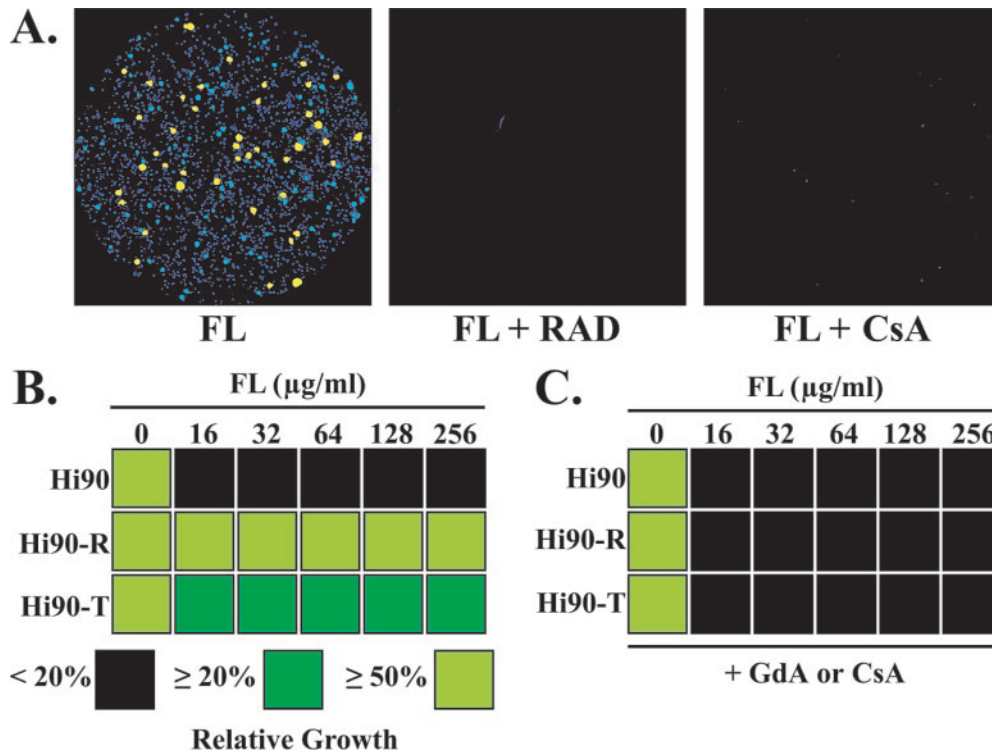 A.
FL
FL + RAD
FL + CsA
B.
FL (µg/ml)
0 16 32 64 128 256
Hi90
Hi90-R
Hi90-T
< 20%
≥ 20%
≥ 50%
Relative Growth
C.
FL (µg/ml)
0 16 32 64 128 256
Hi90
Hi90-R
Hi90-T
+ GdA or CsA